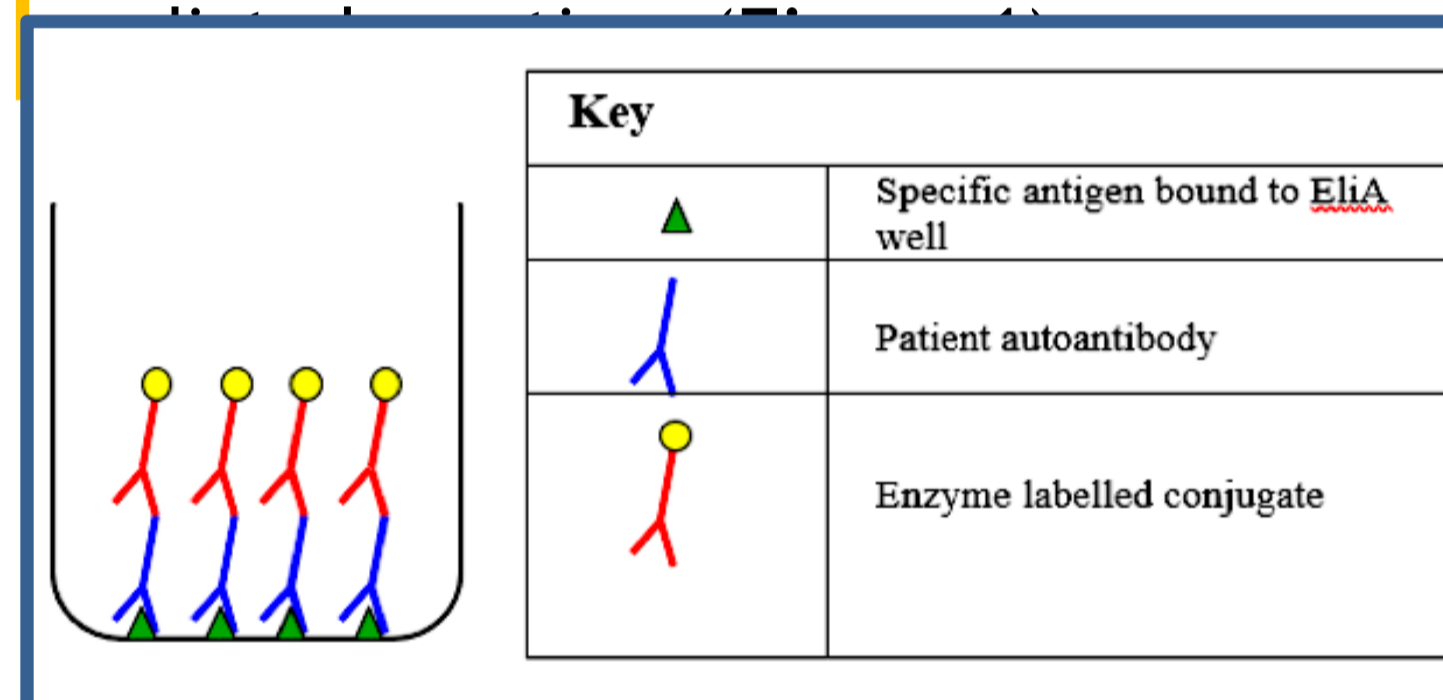 Key
Specific antigen bound to EliA
well
Patient autoantibody
Enzyme labelled conjugate